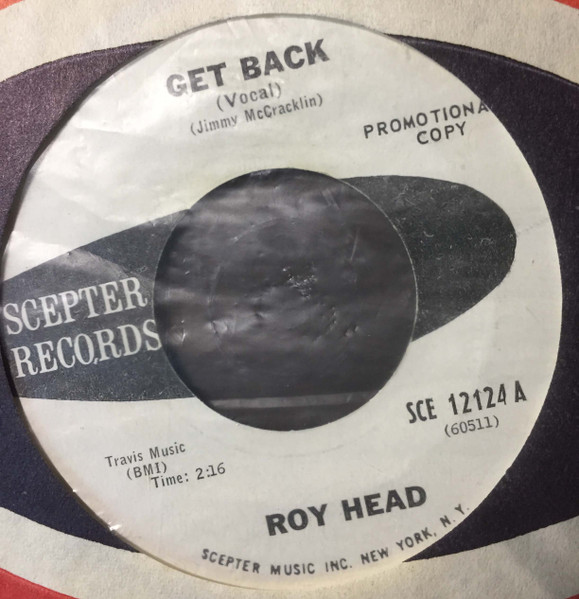 GET BACK
(Vocal)
(Jimmy McCracklin)
PROMOTIONA
COPY
SCEPTER
RECORDS
SCE 12124 A
(60511)
Travis Music
(BMI)
Time: 2:16
ROY HEAD
SCEPTER MUSIC INC. NEW YORK, N. Y.